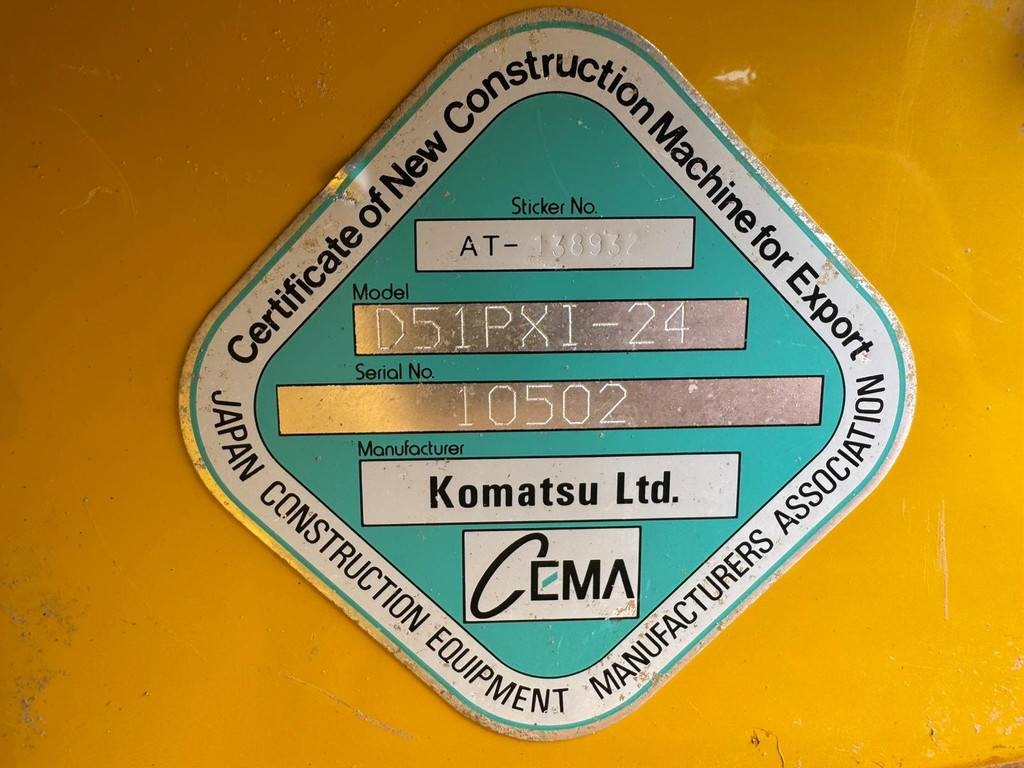 Certificate of New Construction Machine for Export
Sticker No.
AT- 138932
Model
D51PXI-24
Serial No.
10502
Manufacturer
Komatsu Ltd.
CEMA
JAPAN CONSTRUCTION EQUIPMENT MANUFACTURERS ASSOCIATION